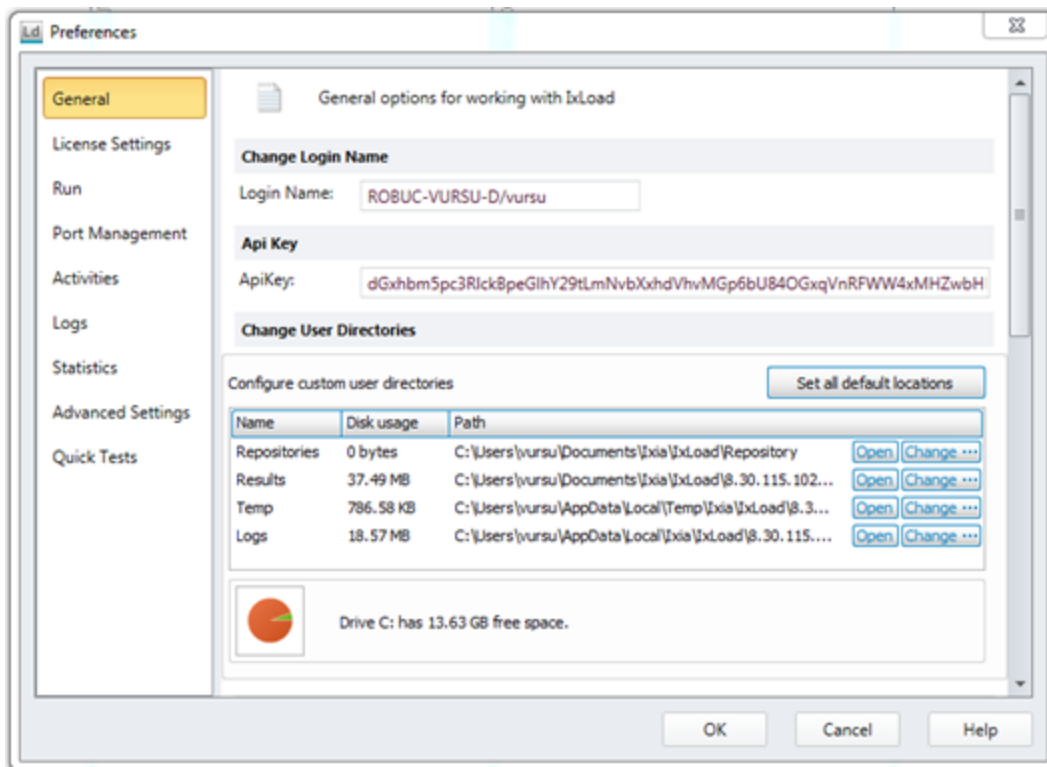 Ld Preferences
General
License Settings
Run
Port Management
Activities
Logs
Statistics
Advanced Settings
Quick Tests
General options for working with IxLoad
Change Login Name
Login Name: ROBUC-VURSU-D/vursu
Api Key
ApiKey: dGxhbm5pc3RlckBpeGlhY29tLmNvbXxhdVhvMGp6bU84OGxqVnRFWW4xMHZwbH
Change User Directories
Configure custom user directories Set all default locations
Name Disk usage Path
Repositories 0 bytes C:\Users\vursu\Documents\Ixia\IxLoad\Repository Open Change ...
Results 37.49 MB C:\Users\vursu\Documents\Ixia\IxLoad\8.30.115.102... Open Change ...
Temp 786.58 KB C:\Users\vursu\AppData\Local\Temp\Ixia\IxLoad\8.3... Open Change ...
Logs 18.57 MB C:\Users\vursu\AppData\Local\Ixia\IxLoad\8.30.115.... Open Change ...
Drive C: has 13.63 GB free space.
OK Cancel Help